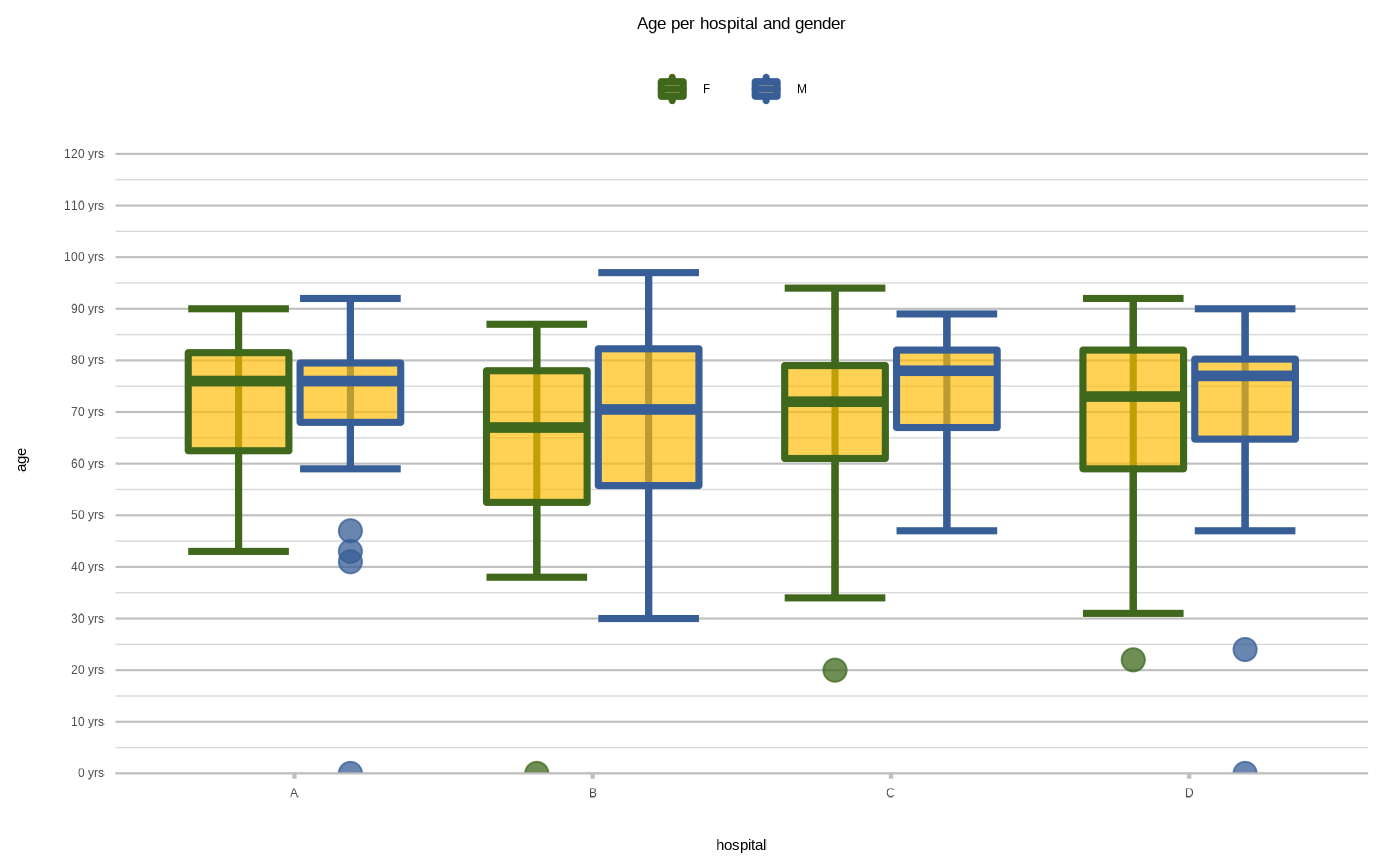 Age per hospital and gender
F M
120 yrs
110 yrs
100 yrs
90 yrs
80 yrs
70 yrs
60 yrs
50 yrs
40 yrs
30 yrs
20 yrs
10 yrs
0 yrs
age
A B C D
hospital